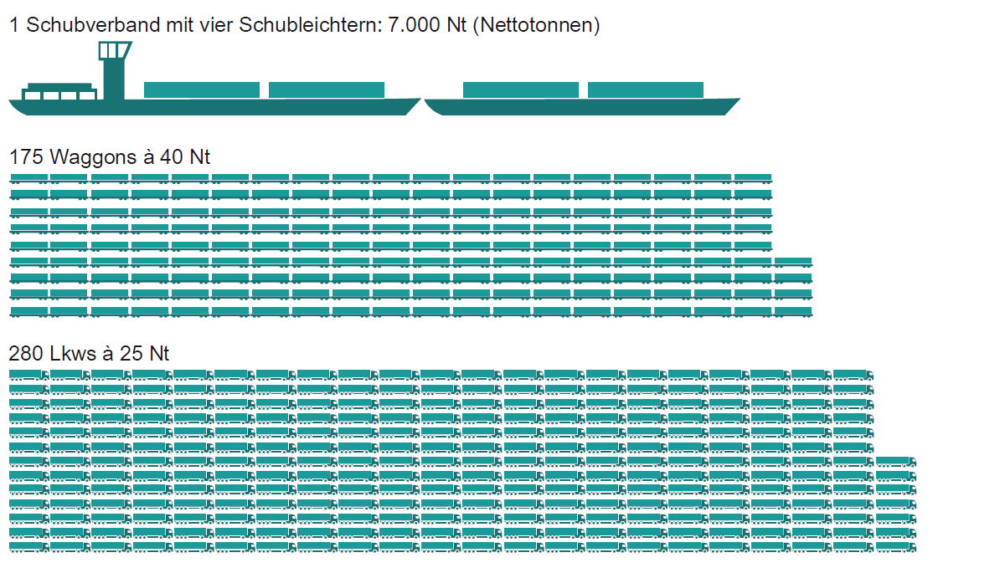 1 Schubverband mit vier Schubleichtern: 7.000 Nt (Nettotonnen)
175 Waggons à 40 Nt
280 Lkws à 25 Nt